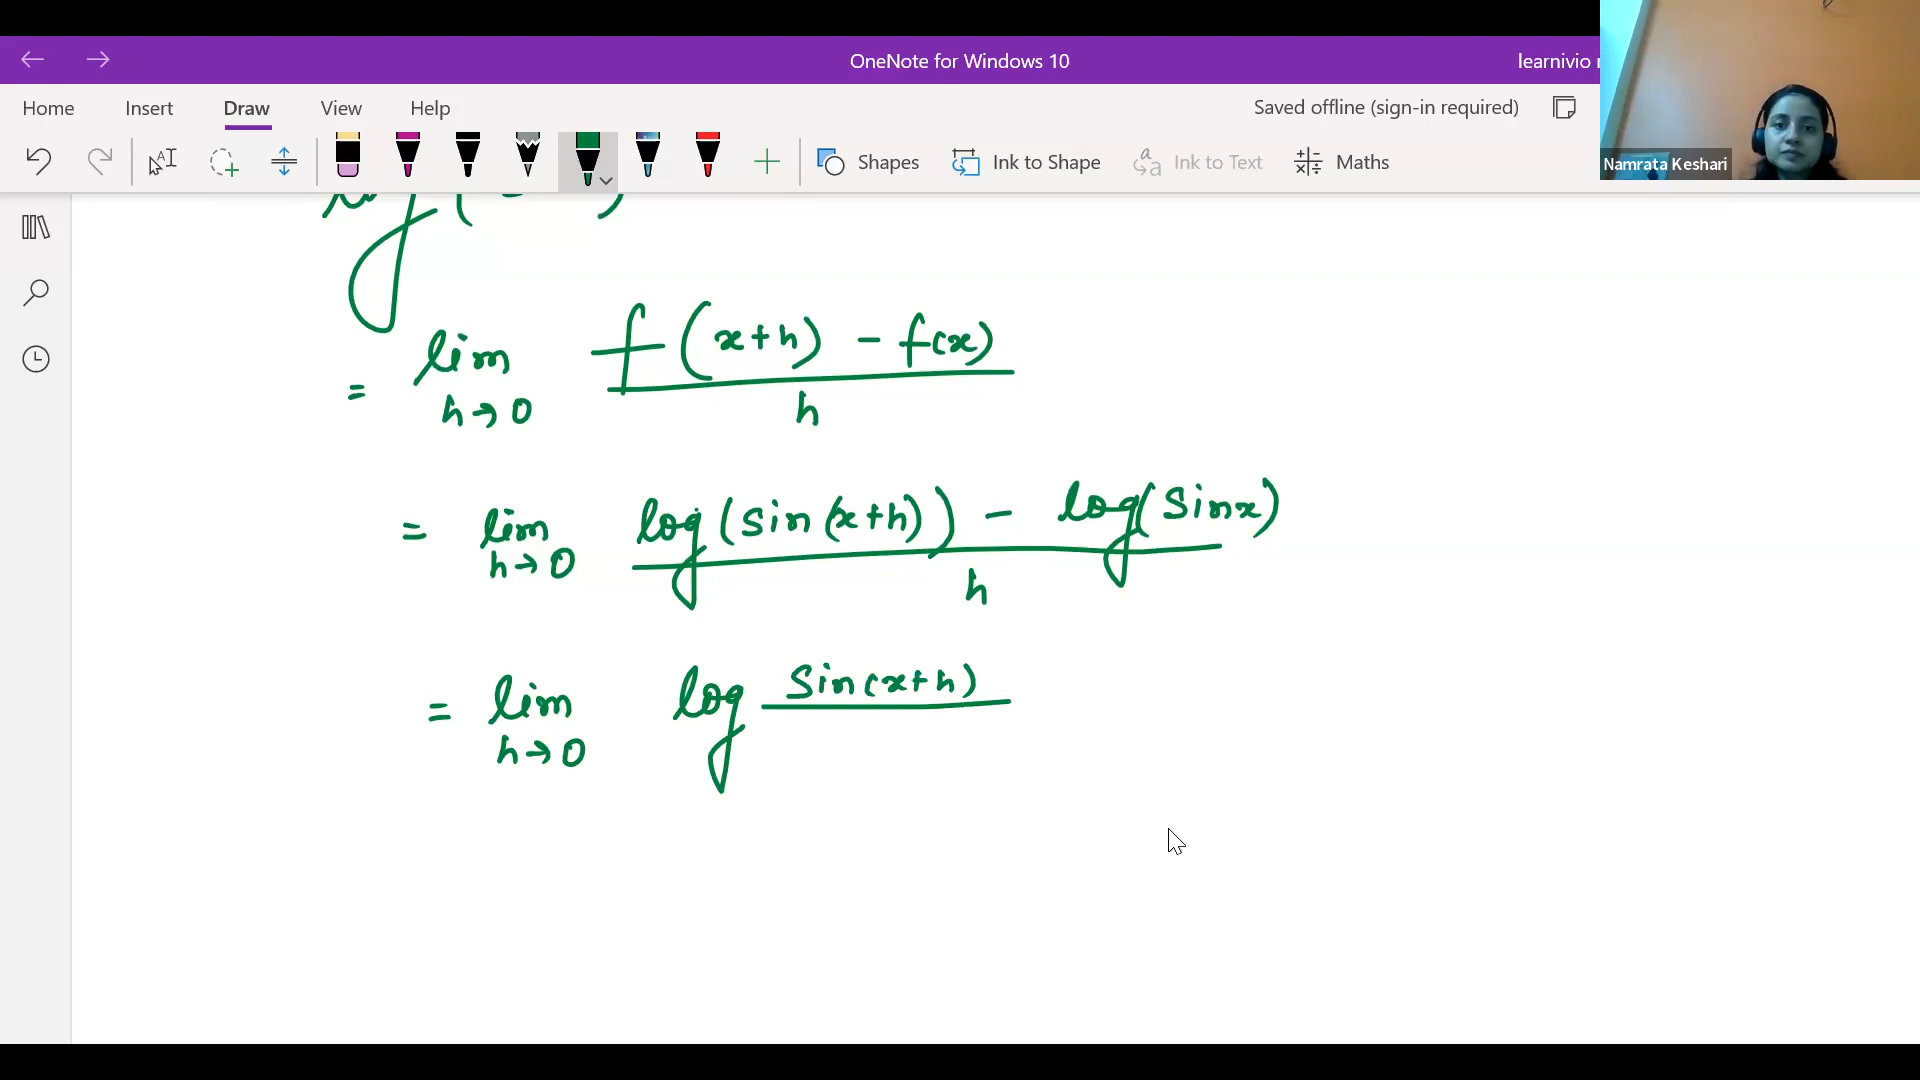 OneNote for Windows 10
learnivio
Home Insert Draw View Help
Saved offline (sign-in required)
Shapes Ink to Shape Ink to Text Maths
Namrata Keshari
= lim h→0 f(x+h) - f(x) / h
= lim h→0 log(sin(x+h)) - log(sinx) / h
= lim h→0 log sin(x+h)